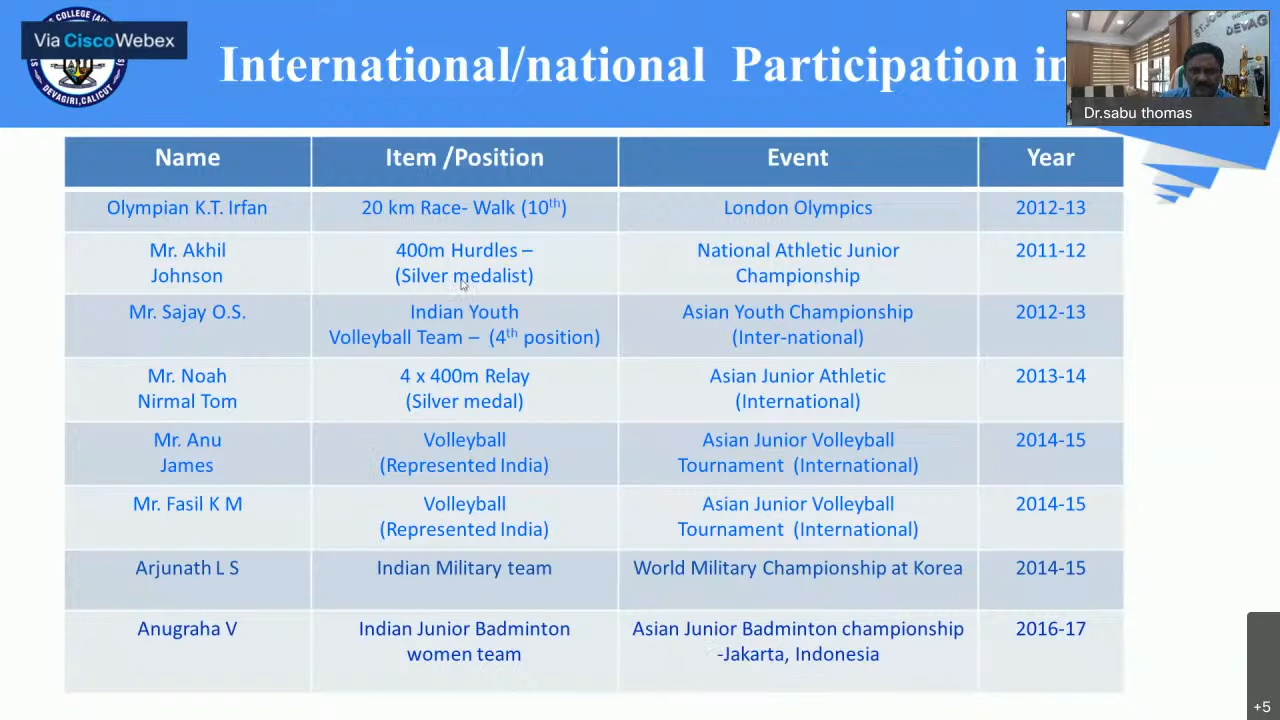 Via CiscoWebex
COLLEGE
DEVAGIRI, CALICUT
International/national Participation in
ST.JOS
DEVAG
Dr.sabu thomas
Name Item /Position Event Year
Olympian K.T. Irfan 20 km Race- Walk (10th) London Olympics 2012-13
Mr. Akhil 400m Hurdles – National Athletic Junior 2011-12
Johnson (Silver medalist) Championship
Mr. Sajay O.S. Indian Youth Asian Youth Championship 2012-13
Volleyball Team – (4th position) (Inter-national)
Mr. Noah 4 x 400m Relay Asian Junior Athletic 2013-14
Nirmal Tom (Silver medal) (International)
Mr. Anu Volleyball Asian Junior Volleyball 2014-15
James (Represented India) Tournament (International)
Mr. Fasil K M Volleyball Asian Junior Volleyball 2014-15
(Represented India) Tournament (International)
Arjunath L S Indian Military team World Military Championship at Korea 2014-15
Anugraha V Indian Junior Badminton Asian Junior Badminton championship 2016-17
women team -Jakarta, Indonesia
+5